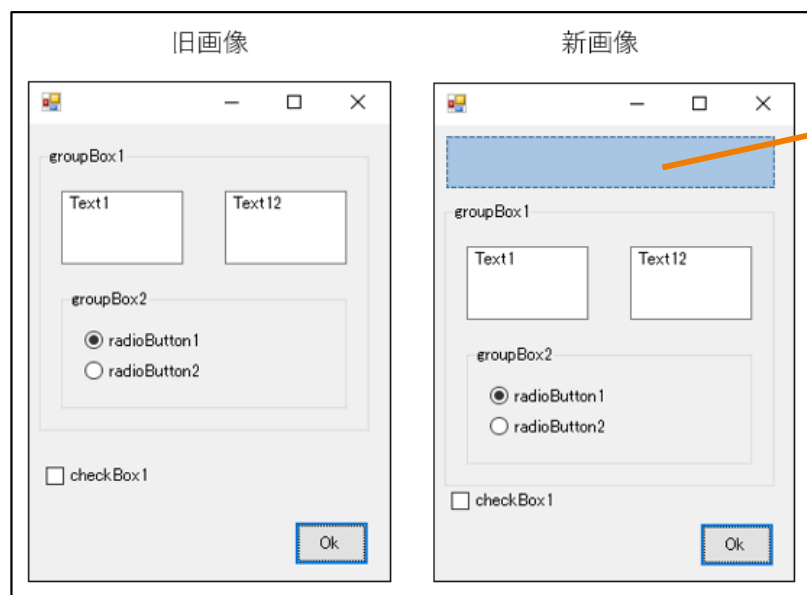 旧画像
新画像
groupBox1
Text1
Text12
groupBox2
radioButton1
radioButton2
checkBox1
Ok
groupBox1
Text1
Text12
groupBox2
radioButton1
radioButton2
checkBox1
Ok